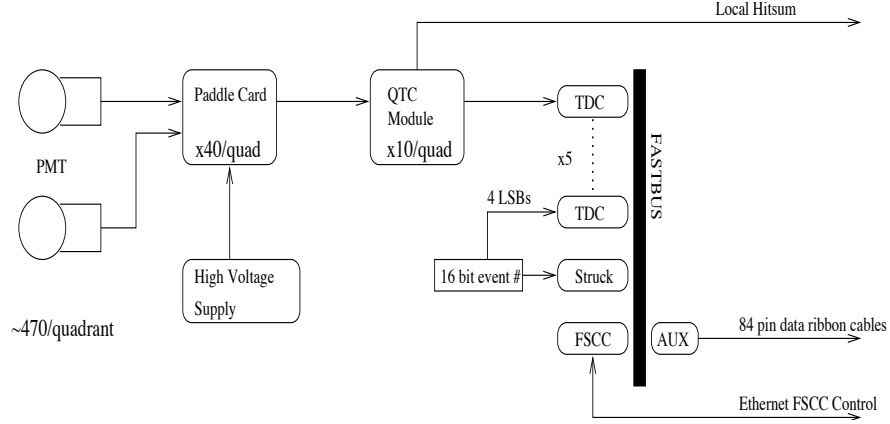 Local Hitsum
Paddle Card
x40/quad
QTC
Module
x10/quad
TDC
x5
FASTBUS
PMT
4 LSBs
TDC
High Voltage
Supply
16 bit event #
Struck
~470/quadrant
FSCC
AUX
84 pin data ribbon cables
Ethernet FSCC Control